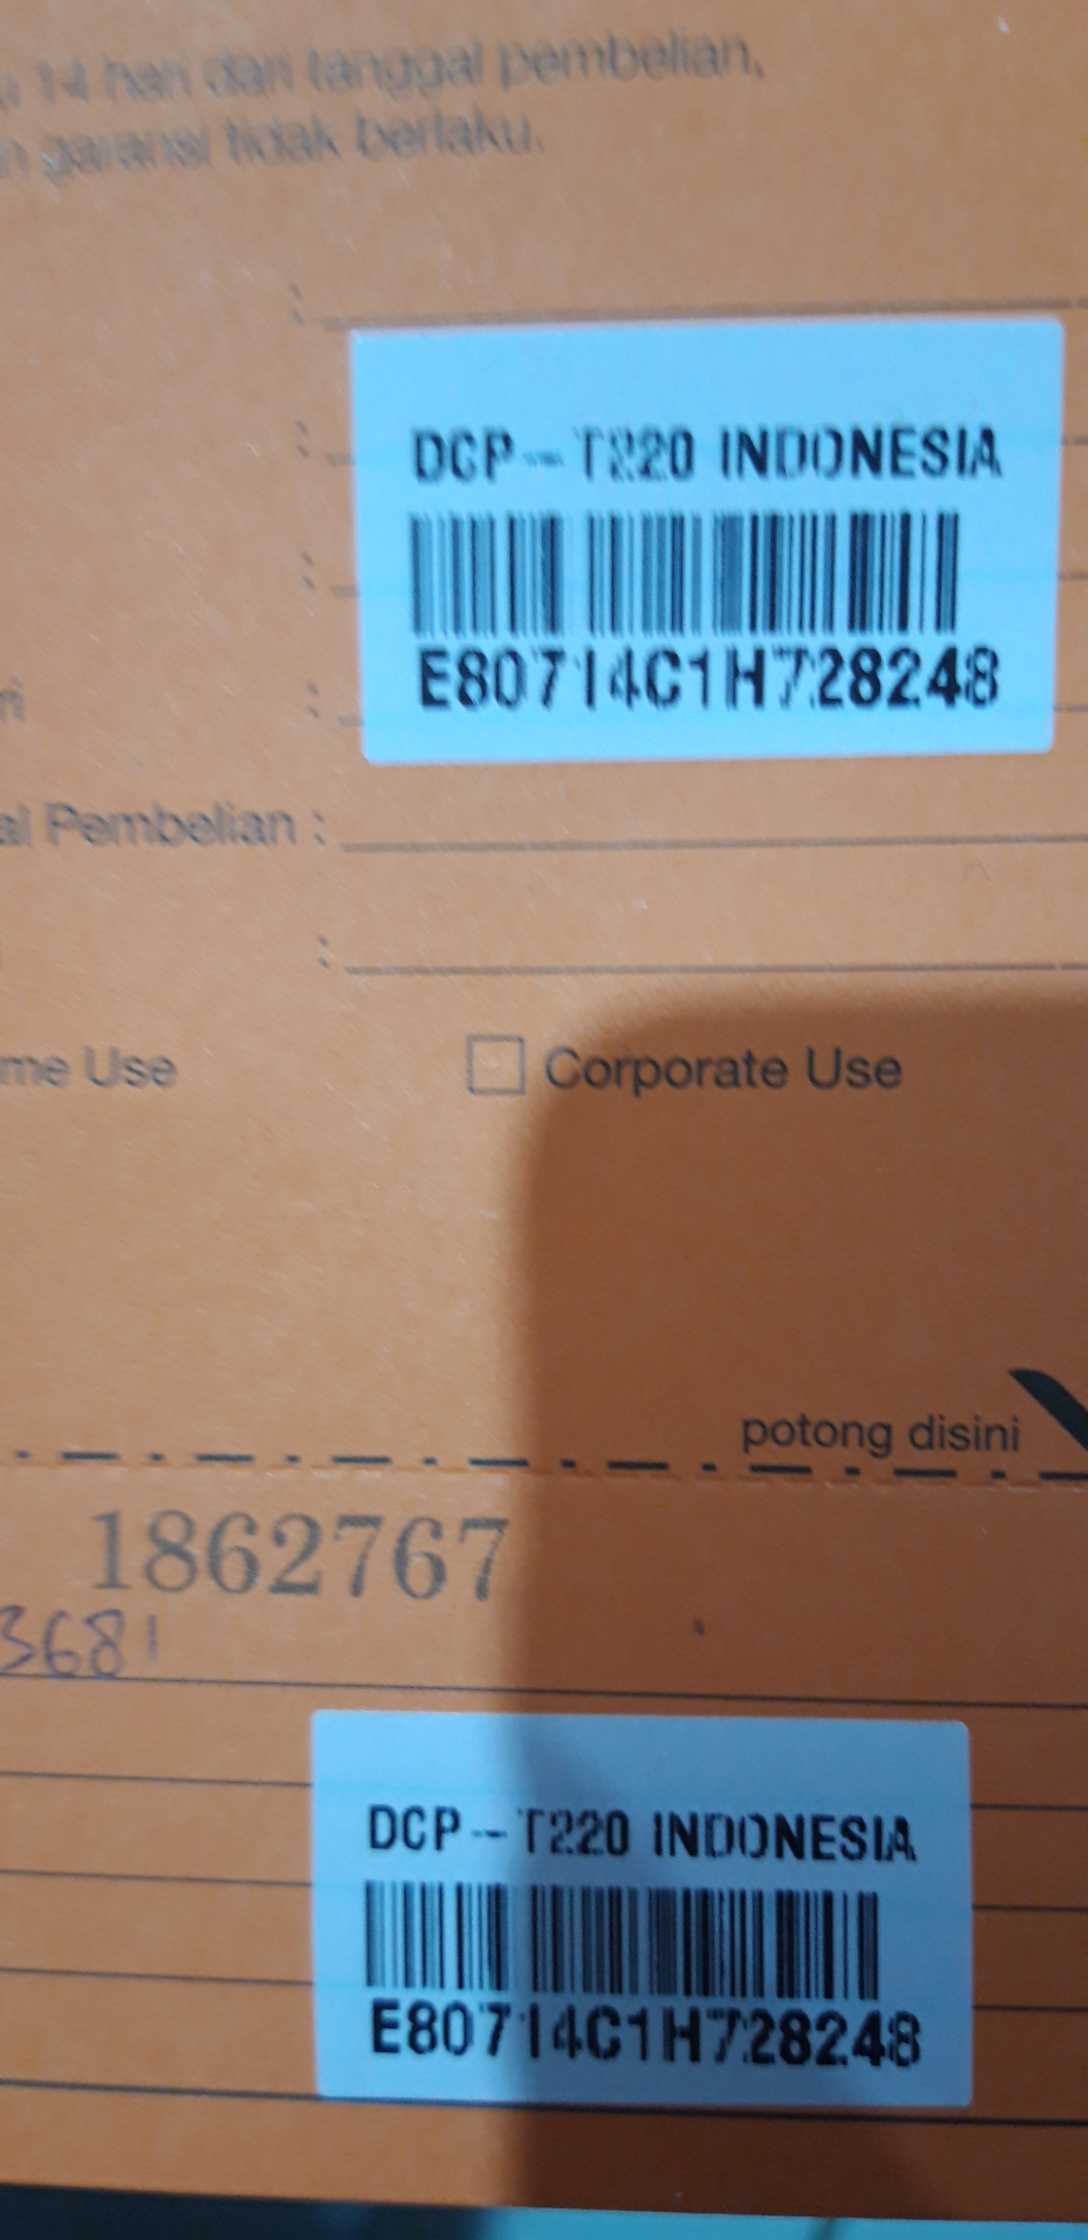 14 hari dari tanggal pembelian,
garansi tidak berlaku.
:
DCP-T220 INDONESIA
:
:
E80714C1H728248
:
al Pembelian :
:
me Use
Corporate Use
potong disini
1862767
3681
DCP-T220 INDONESIA
E80714C1H728248